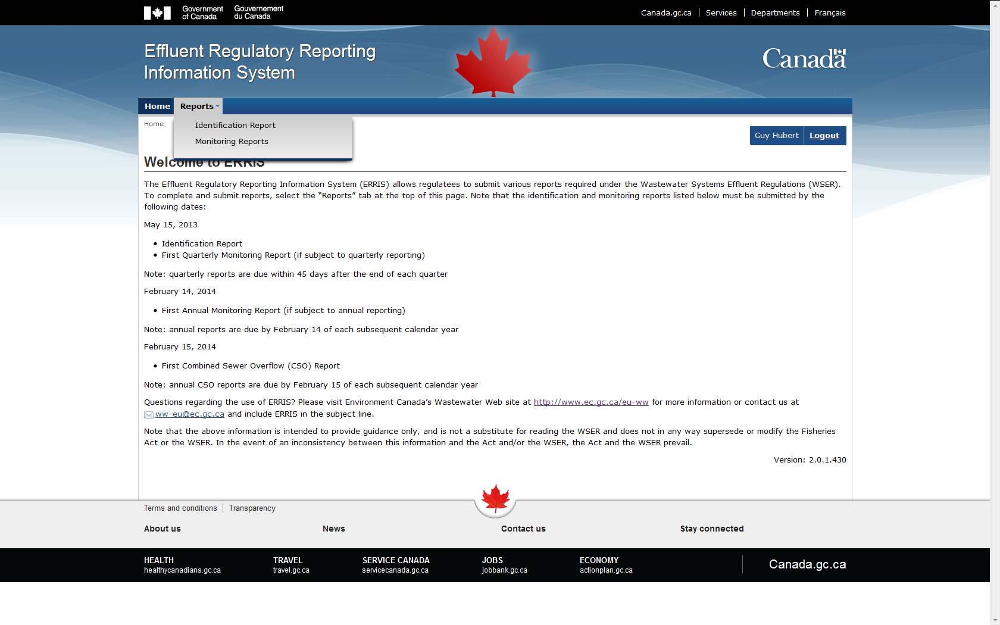 Government of Canada
Gouvernement du Canada
Canada.gc.ca
Services
Departments
Français
Effluent Regulatory Reporting
Information System
Canada
Home
Reports
Home
Identification Report
Monitoring Reports
Guy Hubert
Logout
Welcome to ERRIS
The Effluent Regulatory Reporting Information System (ERRIS) allows regulatees to submit various reports required under the Wastewater Systems Effluent Regulations (WSER).
To complete and submit reports, select the “Reports” tab at the top of this page. Note that the identification and monitoring reports listed below must be submitted by the
following dates:
May 15, 2013
• Identification Report
• First Quarterly Monitoring Report (if subject to quarterly reporting)
Note: quarterly reports are due within 45 days after the end of each quarter
February 14, 2014
• First Annual Monitoring Report (if subject to annual reporting)
Note: annual reports are due by February 14 of each subsequent calendar year
February 15, 2014
• First Combined Sewer Overflow (CSO) Report
Note: annual CSO reports are due by February 15 of each subsequent calendar year
Questions regarding the use of ERRIS? Please visit Environment Canada’s Wastewater Web site at http://www.ec.gc.ca/eu-ww for more information or contact us at
ww-eu@ec.gc.ca and include ERRIS in the subject line.
Note that the above information is intended to provide guidance only, and is not a substitute for reading the WSER and does not in any way supersede or modify the Fisheries
Act or the WSER. In the event of an inconsistency between this information and the Act and/or the WSER, the Act and the WSER prevail.
Version: 2.0.1.430
Terms and conditions
Transparency
About us
News
Contact us
Stay connected
HEALTH
healthycanadians.gc.ca
TRAVEL
travel.gc.ca
SERVICE CANADA
servicecanada.gc.ca
JOBS
jobbank.gc.ca
ECONOMY
actionplan.gc.ca
Canada.gc.ca